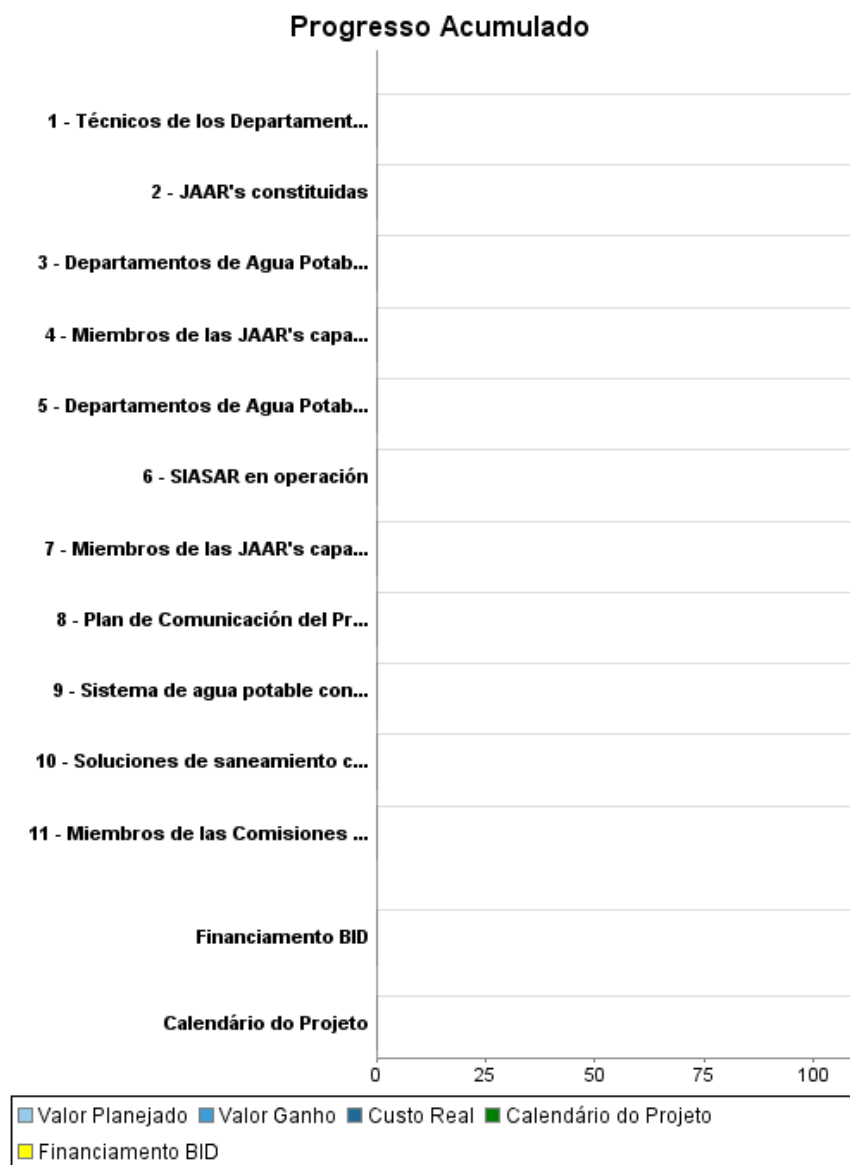 Progresso Acumulado
1 - Técnicos de los Department...
2 - JAAR's constituidas
3 - Departamentos de Agua Potab...
4 - Miembros de las JAAR's capa...
5 - Departamentos de Agua Potab...
6 - SIASAR en operación
7 - Miembros de las JAAR's capa...
8 - Plan de Comunicación del Pr...
9 - Sistema de agua potable con...
10 - Soluciones de saneamiento c...
11 - Miembros de las Comisiones ...
Financiamento BID
Calendário do Projeto
0 25 50 75 100
Valor Planejado Valor Ganho Custo Real Calendário do Projeto
Financiamento BID